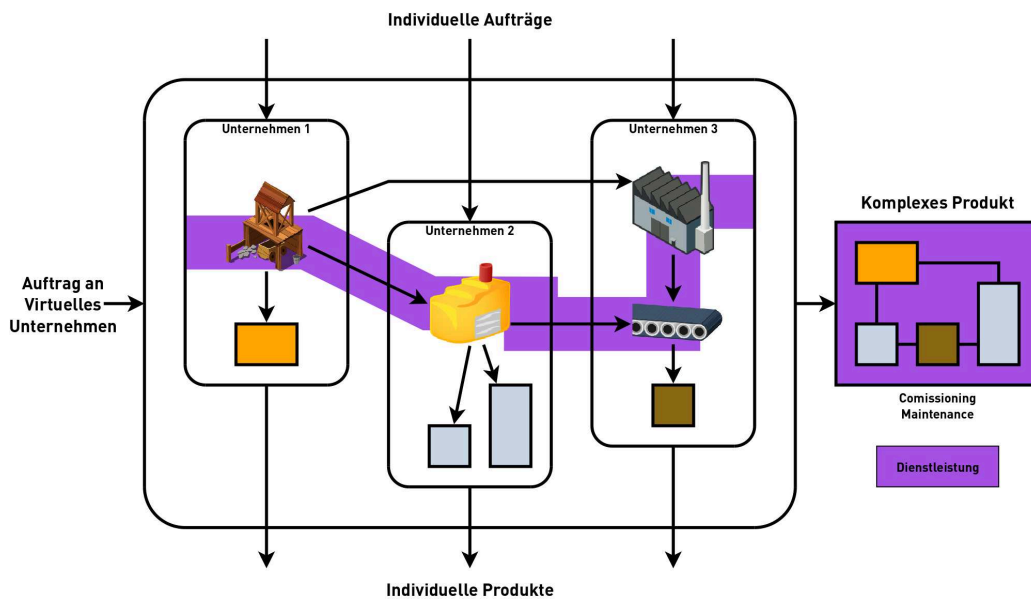 Individuelle Aufträge
Unternehmen 1
Unternehmen 3
Unternehmen 2
Komplexes Produkt
Auftrag an
Virtuelles
Unternehmen
Comissioning
Maintenance
Dienstleistung
Individuelle Produkte